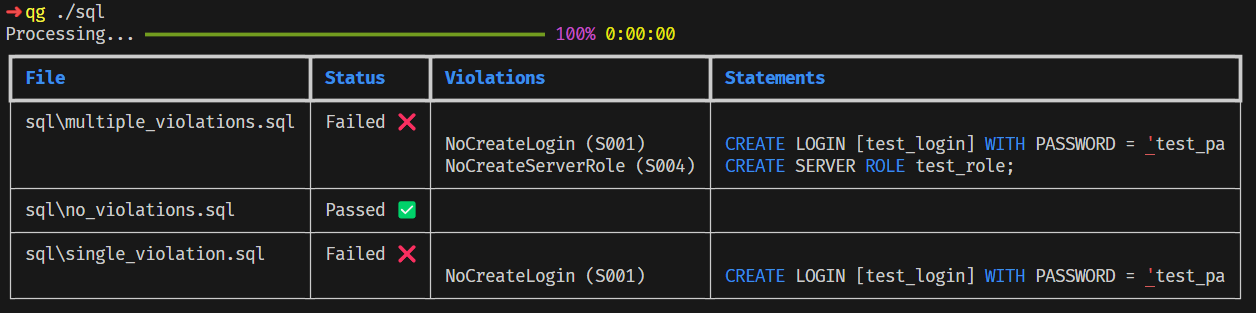 ➜qg ./sql
Processing... 100% 0:00:00
File Status Violations Statements
sql\multiple_violations.sql Failed ❌
NoCreateLogin (S001) CREATE LOGIN [test_login] WITH PASSWORD = 'test_pa
NoCreateServerRole (S004) CREATE SERVER ROLE test_role;
sql\no_violations.sql Passed ✅
sql\single_violation.sql Failed ❌
NoCreateLogin (S001) CREATE LOGIN [test_login] WITH PASSWORD = 'test_pa